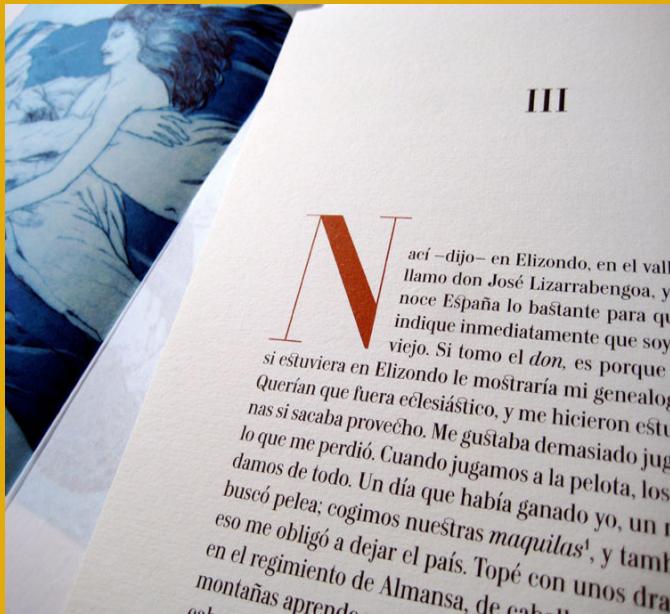 III
Nací –dijo– en Elizondo, en el vall
llamo don José Lizarrabengoa, y
noce España lo bastante para qu
indique inmediatamente que soy
viejo. Si tomo el don, es porque
si estuviera en Elizondo le mostraría mi genealog
Querían que fuera eclesiástico, y me hicieron estu
nas si sacaba provecho. Me gustaba demasiado jug
lo que me perdió. Cuando jugamos a la pelota, los
damos de todo. Un día que había ganado yo, un
buscó pelea; cogimos nuestras maquilas¹, y tamb
eso me obligó a dejar el país. Topé con unos dra
en el regimiento de Almansa, de caball
montañas aprende